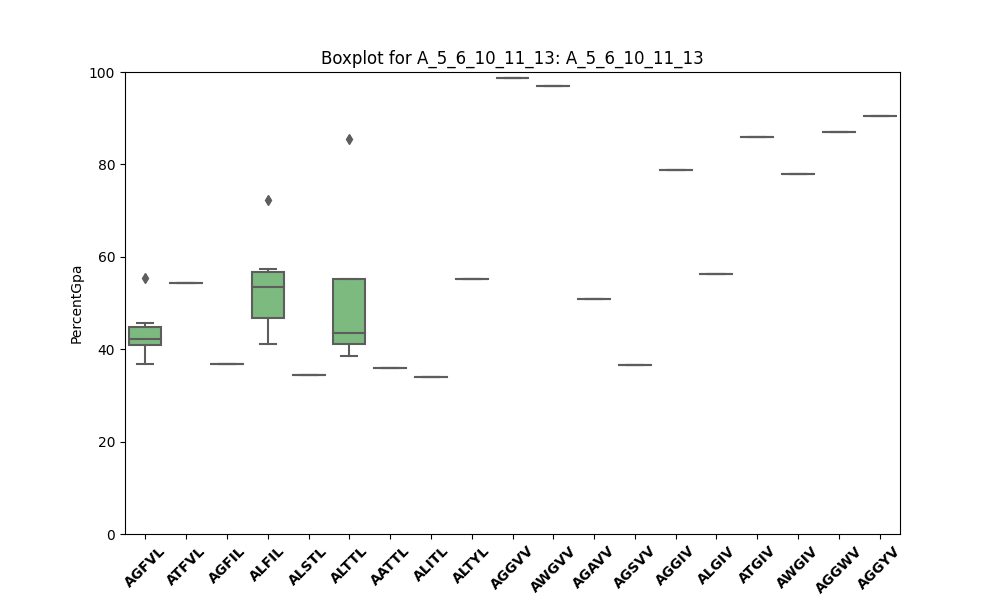 Boxplot for A_5_6_10_11_13: A_5_6_10_11_13
PercentGpa
100
80
60
40
20
0
AGFVL
ATFVL
AGFIL
ALFIL
ALSTL
ALTTL
AATTL
ALITL
ALTYL
AGGVV
AWGVV
AGAVV
AGSVV
AGGIV
ALGIV
ATGIV
AWGIV
AGGWV
AGGYV